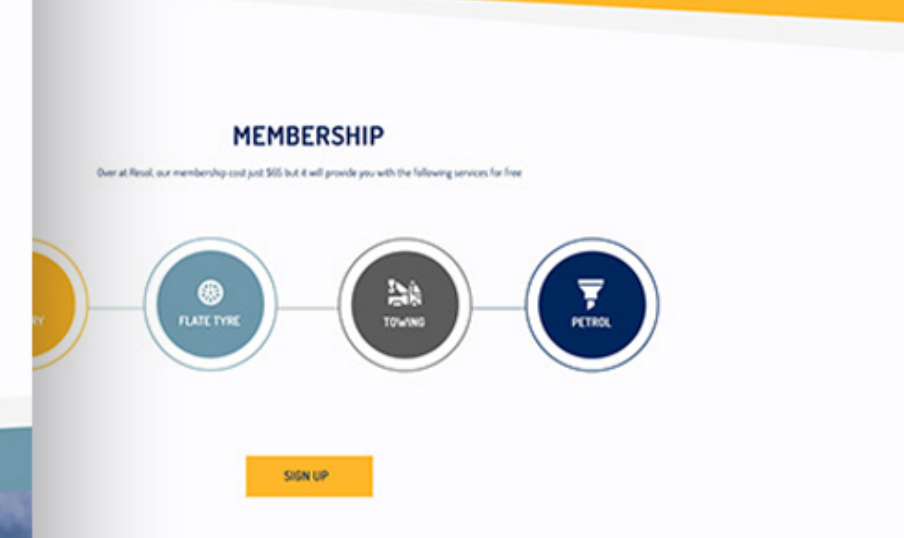 MEMBERSHIP
Over at Resol, our membership cost just $65 but it will provide you with the following services for free
RY
FLATE TYRE
TOWING
PETROL
SIGN UP